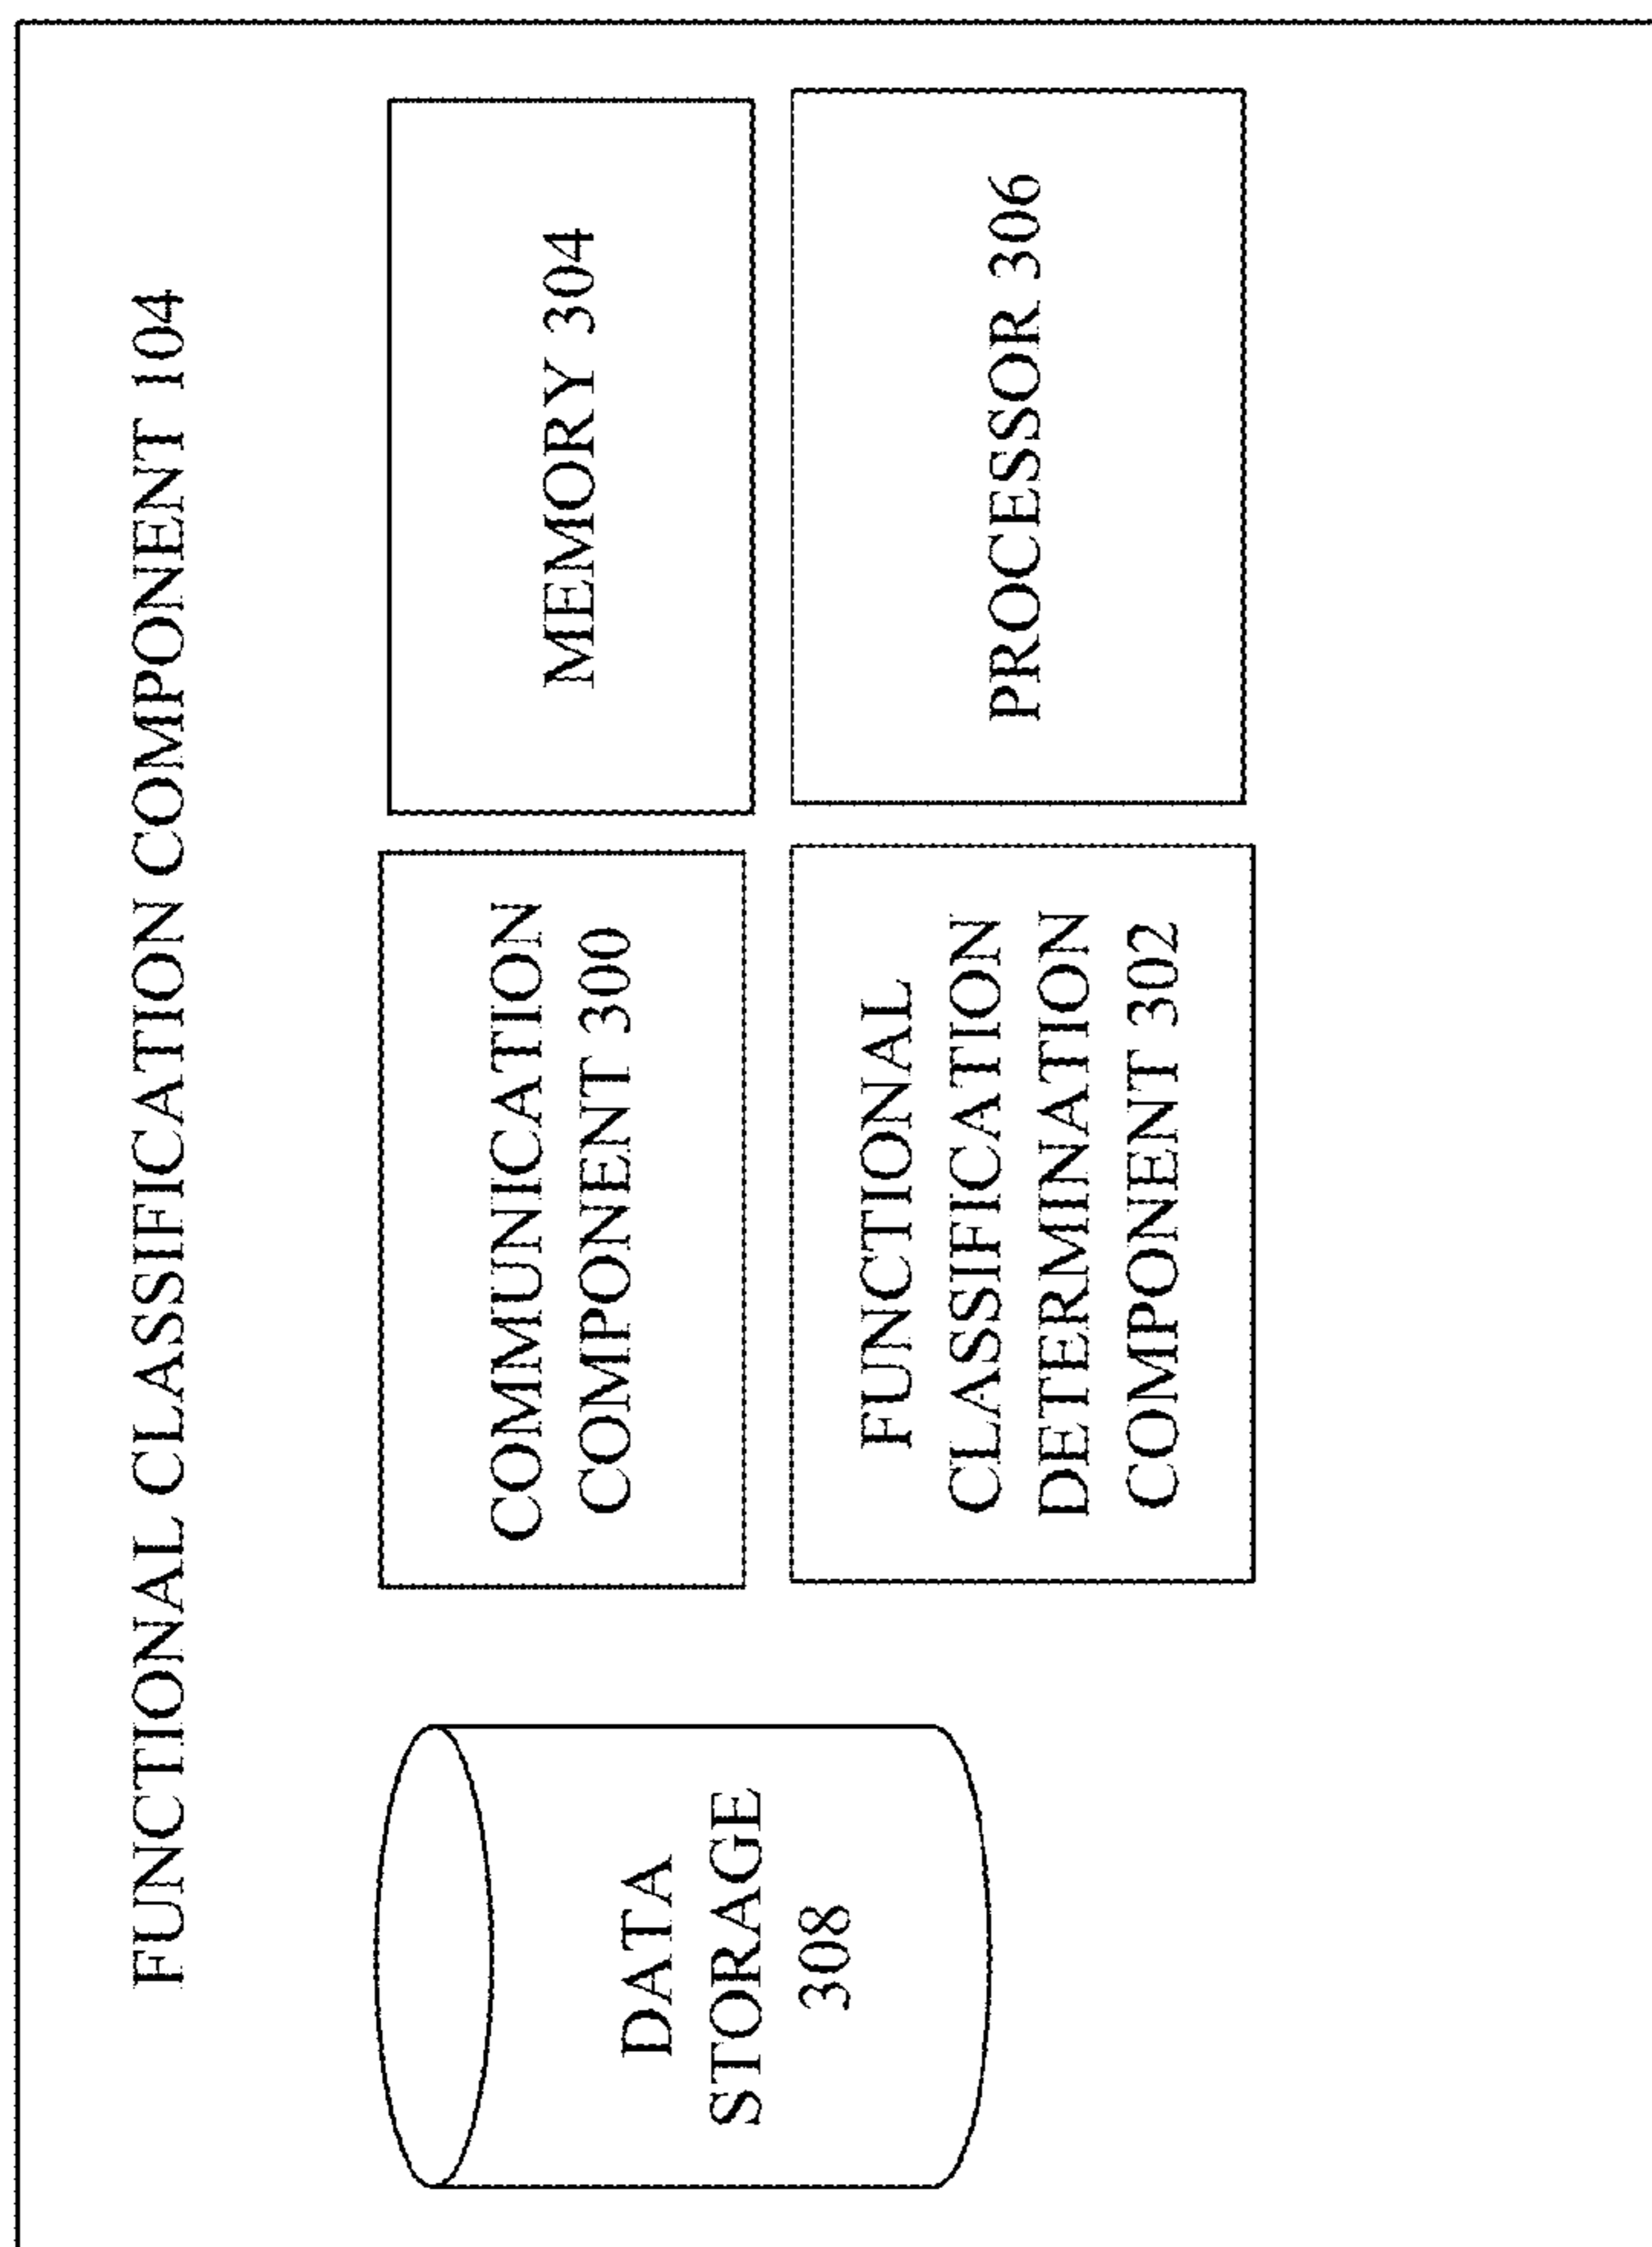 FUNCTIONAL CLASSIFICATION COMPONENT 104
DATA
STORAGE
308
COMMUNICATION
COMPONENT 300
MEMORY 304
FUNCTIONAL
CLASSIFICATION
DETERMINATION
COMPONENT 302
PROCESSOR 306